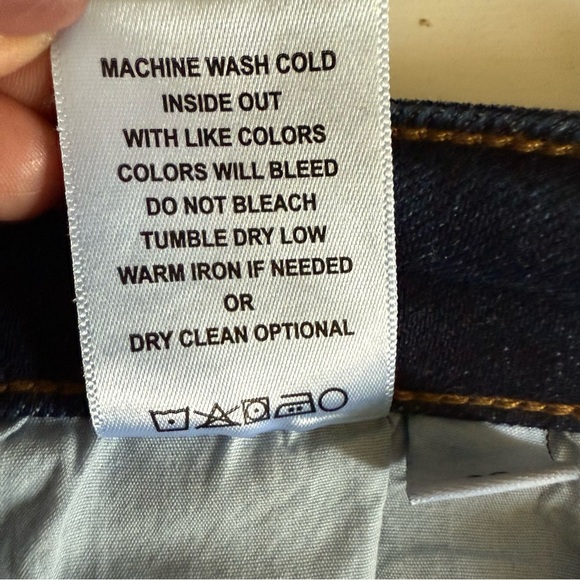 MACHINE WASH COLD
INSIDE OUT
WITH LIKE COLORS
COLORS WILL BLEED
DO NOT BLEACH
TUMBLE DRY LOW
WARM IRON IF NEEDED
OR
DRY CLEAN OPTIONAL